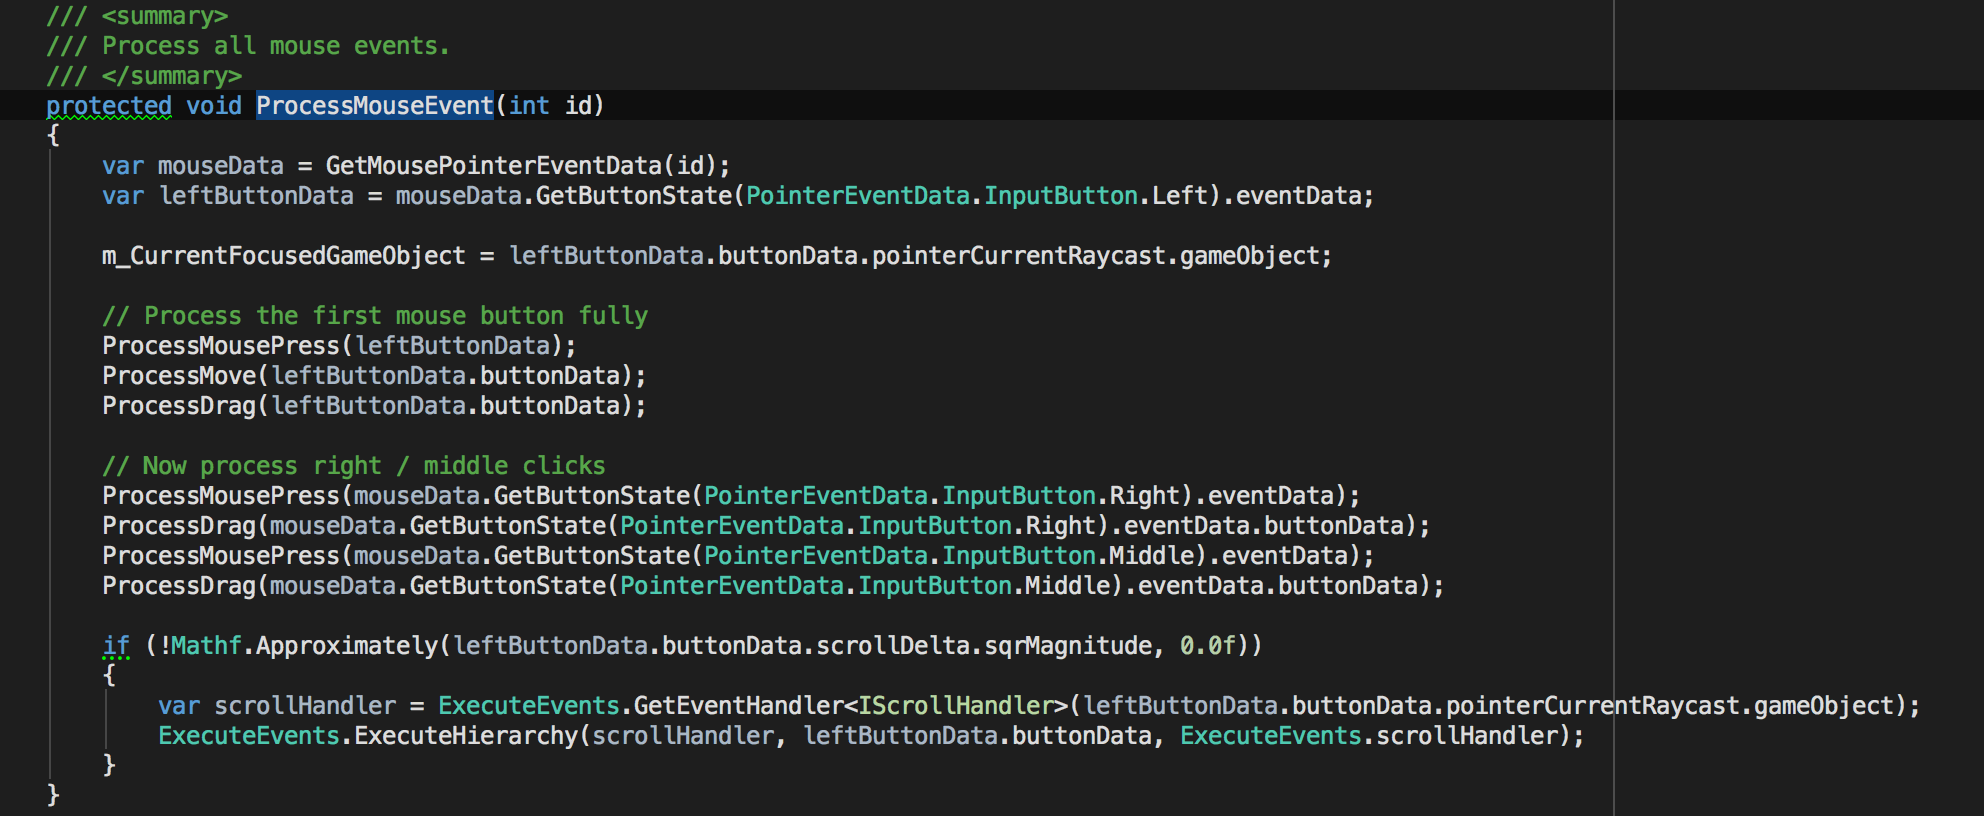 /// <summary>
/// Process all mouse events.
/// </summary>
protected void ProcessMouseEvent(int id)
{
var mouseData = GetMousePointerEventData(id);
var leftButtonData = mouseData.GetButtonState(PointerEventData.InputButton.Left).eventData;
m_CurrentFocusedGameObject = leftButtonData.buttonData.pointerCurrentRaycast.gameObject;
// Process the first mouse button fully
ProcessMousePress(leftButtonData);
ProcessMove(leftButtonData.buttonData);
ProcessDrag(leftButtonData.buttonData);
// Now process right / middle clicks
ProcessMousePress(mouseData.GetButtonState(PointerEventData.InputButton.Right).eventData);
ProcessDrag(mouseData.GetButtonState(PointerEventData.InputButton.Right).eventData.buttonData);
ProcessMousePress(mouseData.GetButtonState(PointerEventData.InputButton.Middle).eventData);
ProcessDrag(mouseData.GetButtonState(PointerEventData.InputButton.Middle).eventData.buttonData);
if (!Mathf.Approximately(leftButtonData.buttonData.scrollDelta.sqrMagnitude, 0.0f))
{
var scrollHandler = ExecuteEvents.GetEventHandler<IScrollHandler>(leftButtonData.buttonData.pointerCurrentRaycast.gameObject);
ExecuteEvents.ExecuteHierarchy(scrollHandler, leftButtonData.buttonData, ExecuteEvents.scrollHandler);
}
}